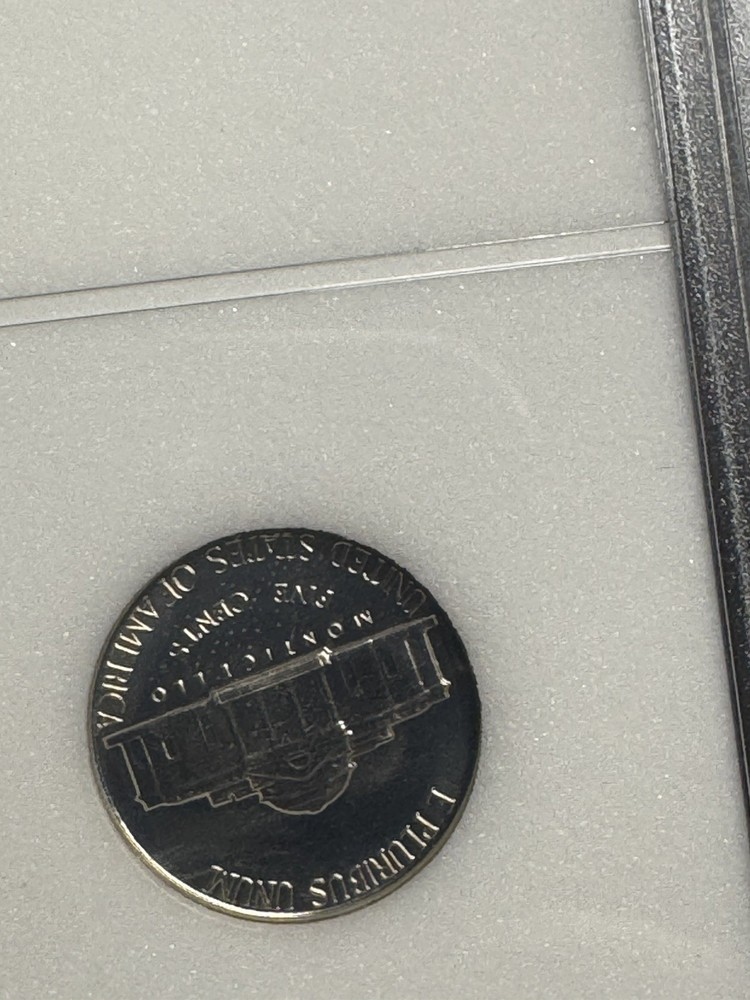 E PLURIBUS UNUM
MONTICELLO
FIVE CENTS
UNITED STATES OF AMERICA